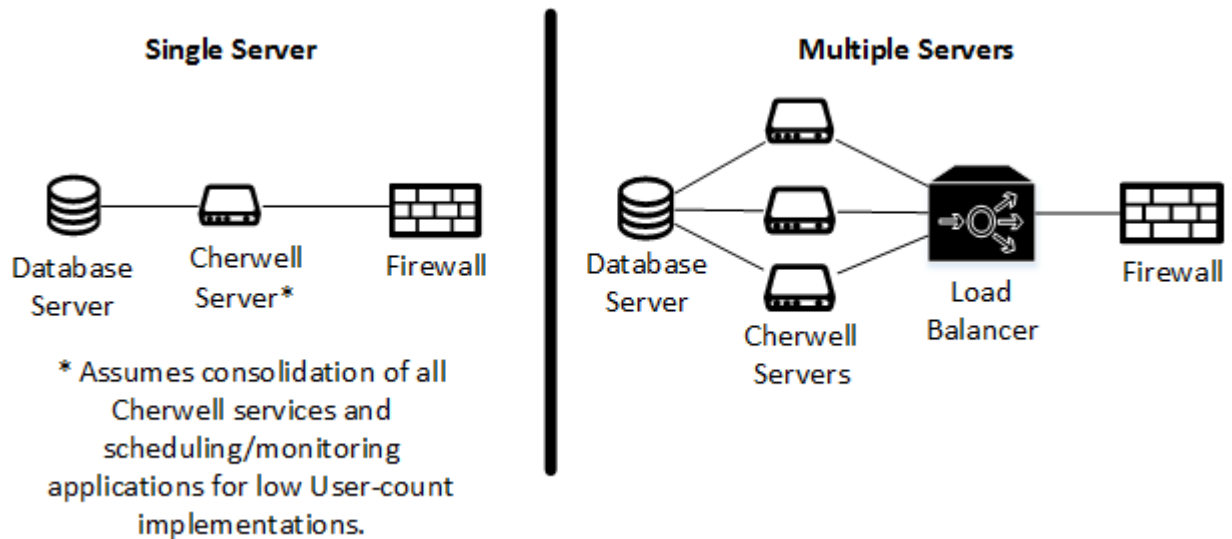 Single Server
Database
Server
Cherwell
Server*
Firewall
* Assumes consolidation of all
Cherwell services and
scheduling/monitoring
applications for low User-count
implementations.
Multiple Servers
Database
Server
Cherwell
Servers
Load
Balancer
Firewall